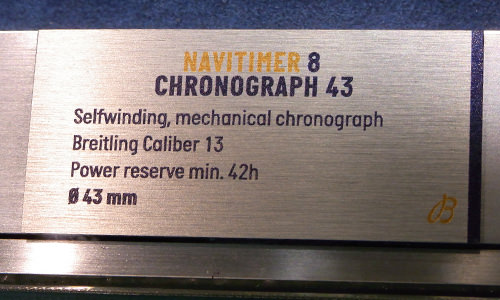 NAVITIMER 8
CHRONOGRAPH 43
Selfwinding, mechanical chronograph
Breitling Caliber 13
Power reserve min. 42h
Ø 43 mm
B